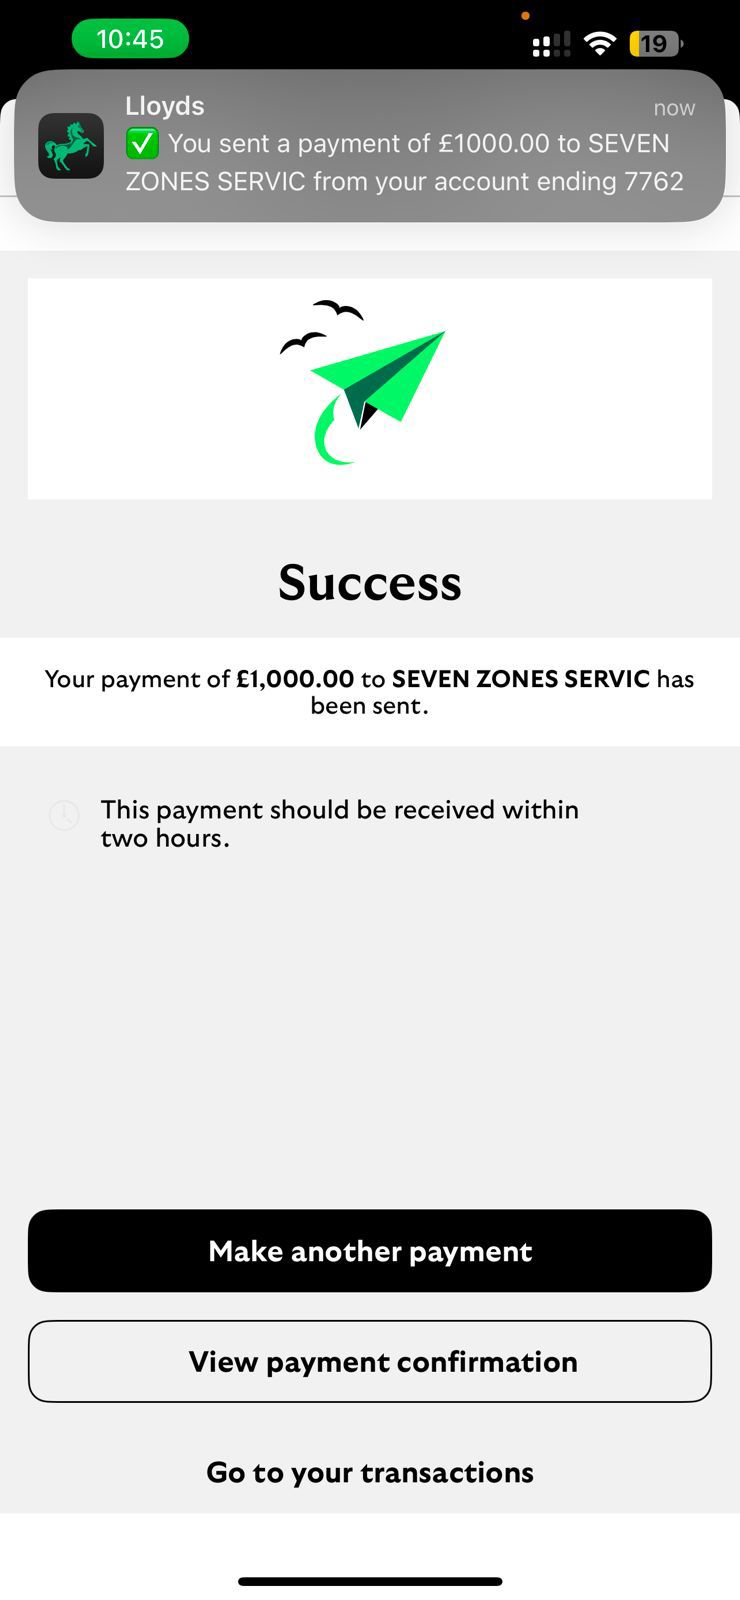 10:45
19
Lloyds
now
✅ You sent a payment of £1000.00 to SEVEN
ZONES SERVIC from your account ending 7762
Success
Your payment of £1,000.00 to SEVEN ZONES SERVIC has
been sent.
This payment should be received within
two hours.
Make another payment
View payment confirmation
Go to your transactions